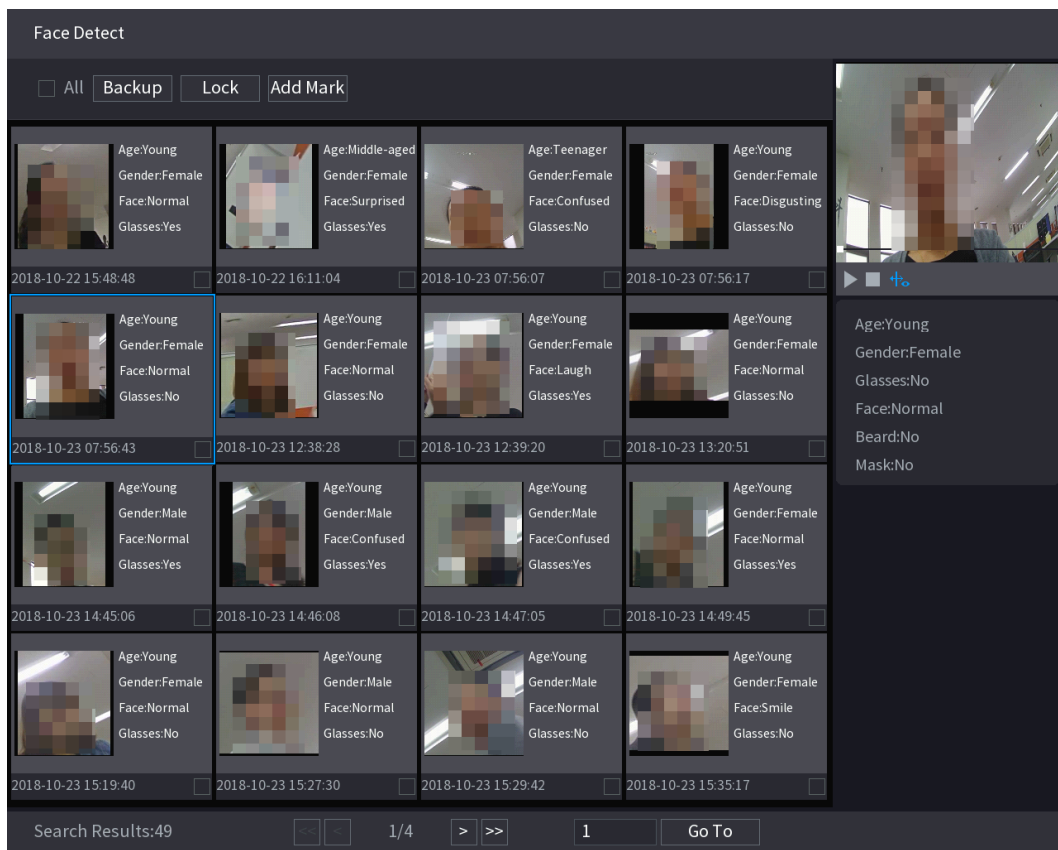 Face Detect
All Backup Lock Add Mark
Age:Young
Gender:Female
Face:Normal
Glasses:Yes
2018-10-22 15:48:48
Age:Middle-aged
Gender:Female
Face:Surprised
Glasses:Yes
2018-10-22 16:11:04
Age:Teenager
Gender:Female
Face:Confused
Glasses:No
2018-10-23 07:56:07
Age:Young
Gender:Female
Face:Disgusting
Glasses:No
2018-10-23 07:56:17
Age:Young
Gender:Female
Face:Normal
Glasses:No
2018-10-23 07:56:43
Age:Young
Gender:Female
Face:Normal
Glasses:No
2018-10-23 12:38:28
Age:Young
Gender:Female
Face:Laugh
Glasses:Yes
2018-10-23 12:39:20
Age:Young
Gender:Female
Face:Normal
Glasses:No
2018-10-23 13:20:51
Age:Young
Gender:Male
Face:Normal
Glasses:Yes
2018-10-23 14:45:06
Age:Young
Gender:Male
Face:Confused
Glasses:Yes
2018-10-23 14:46:08
Age:Young
Gender:Male
Face:Confused
Glasses:Yes
2018-10-23 14:47:05
Age:Young
Gender:Female
Face:Normal
Glasses:Yes
2018-10-23 14:49:45
Age:Young
Gender:Female
Face:Normal
Glasses:No
2018-10-23 15:19:40
Age:Young
Gender:Male
Face:Normal
Glasses:No
2018-10-23 15:27:30
Age:Young
Gender:Male
Face:Normal
Glasses:No
2018-10-23 15:29:42
Age:Young
Gender:Female
Face:Smile
Glasses:No
2018-10-23 15:35:17
Age:Young
Gender:Female
Glasses:No
Face:Normal
Beard:No
Mask:No
Search Results:49 << < 1/4 > >> 1 Go To